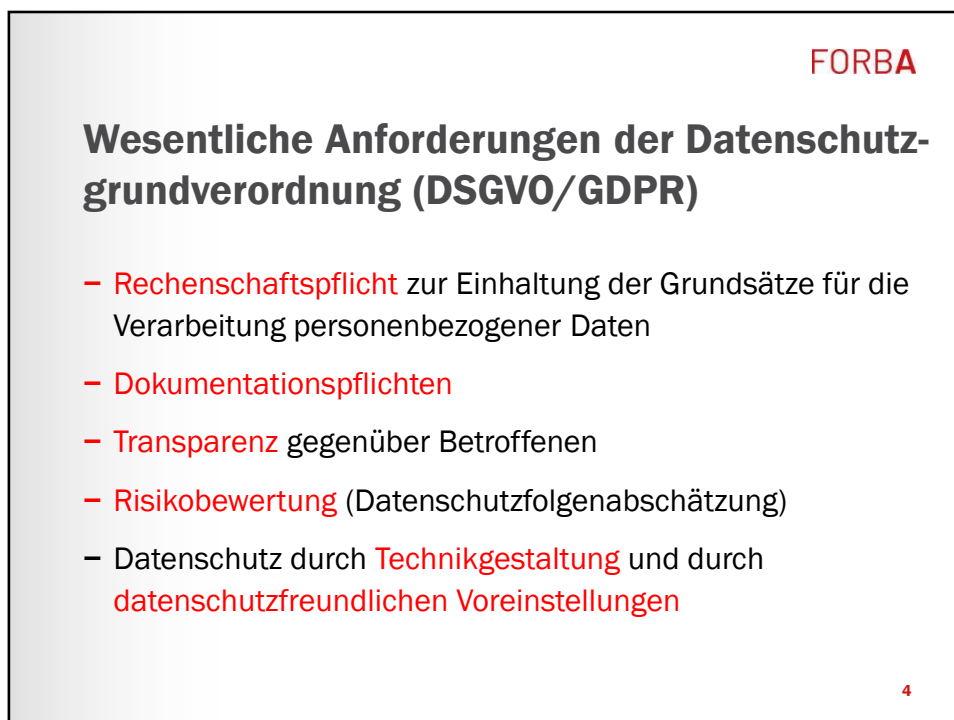 FORBA
Wesentliche Anforderungen der Datenschutz-
grundverordnung (DSGVO/GDPR)
– Rechenschaftspflicht zur Einhaltung der Grundsätze für die
Verarbeitung personenbezogener Daten
– Dokumentationspflichten
– Transparenz gegenüber Betroffenen
– Risikobewertung (Datenschutzfolgenabschätzung)
– Datenschutz durch Technikgestaltung und durch
datenschutzfreundlichen Voreinstellungen
4